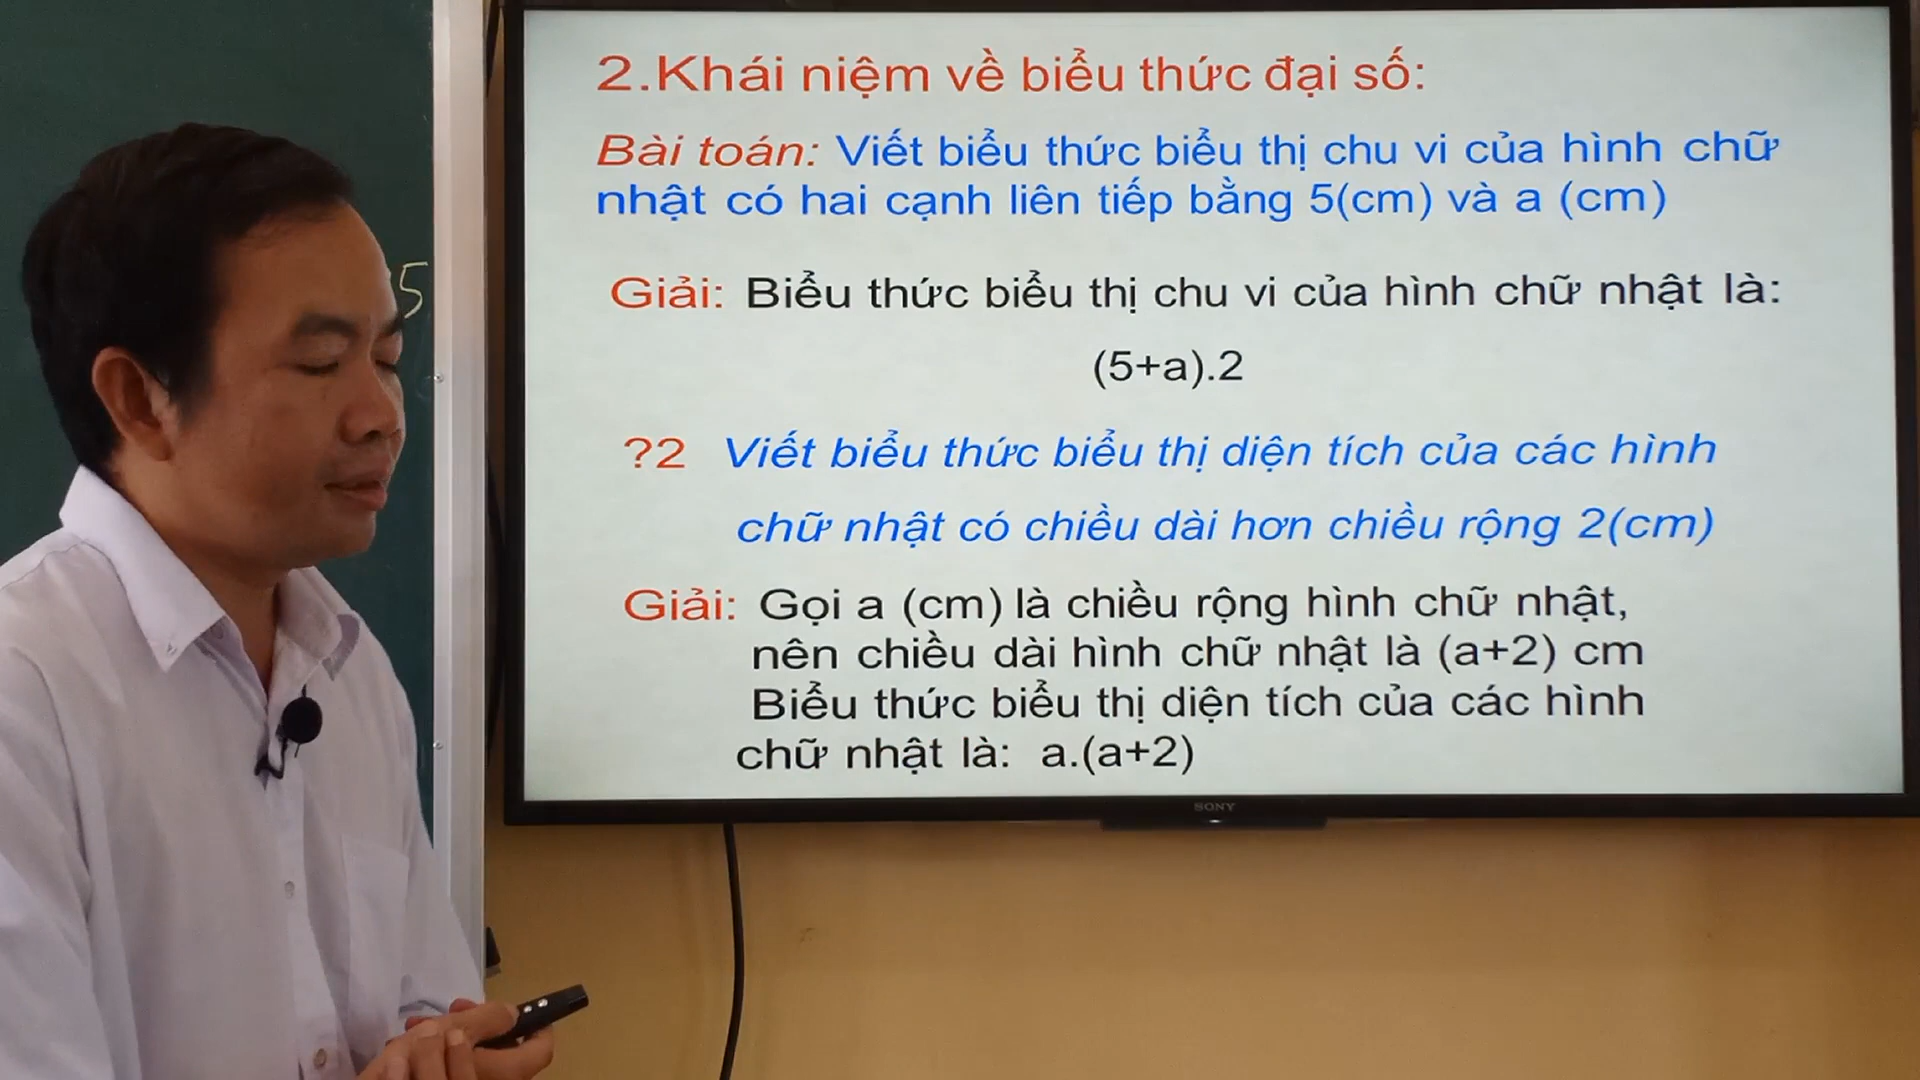 2.Khái niệm về biểu thức đại số:
Bài toán: Viết biểu thức biểu thị chu vi của hình chữ
nhật có hai cạnh liên tiếp bằng 5(cm) và a (cm)
Giải: Biểu thức biểu thị chu vi của hình chữ nhật là:
(5+a).2
?2 Viết biểu thức biểu thị diện tích của các hình
chữ nhật có chiều dài hơn chiều rộng 2(cm)
Giải: Gọi a (cm) là chiều rộng hình chữ nhật,
nên chiều dài hình chữ nhật là (a+2) cm
Biểu thức biểu thị diện tích của các hình
chữ nhật là: a.(a+2)
SONY
5